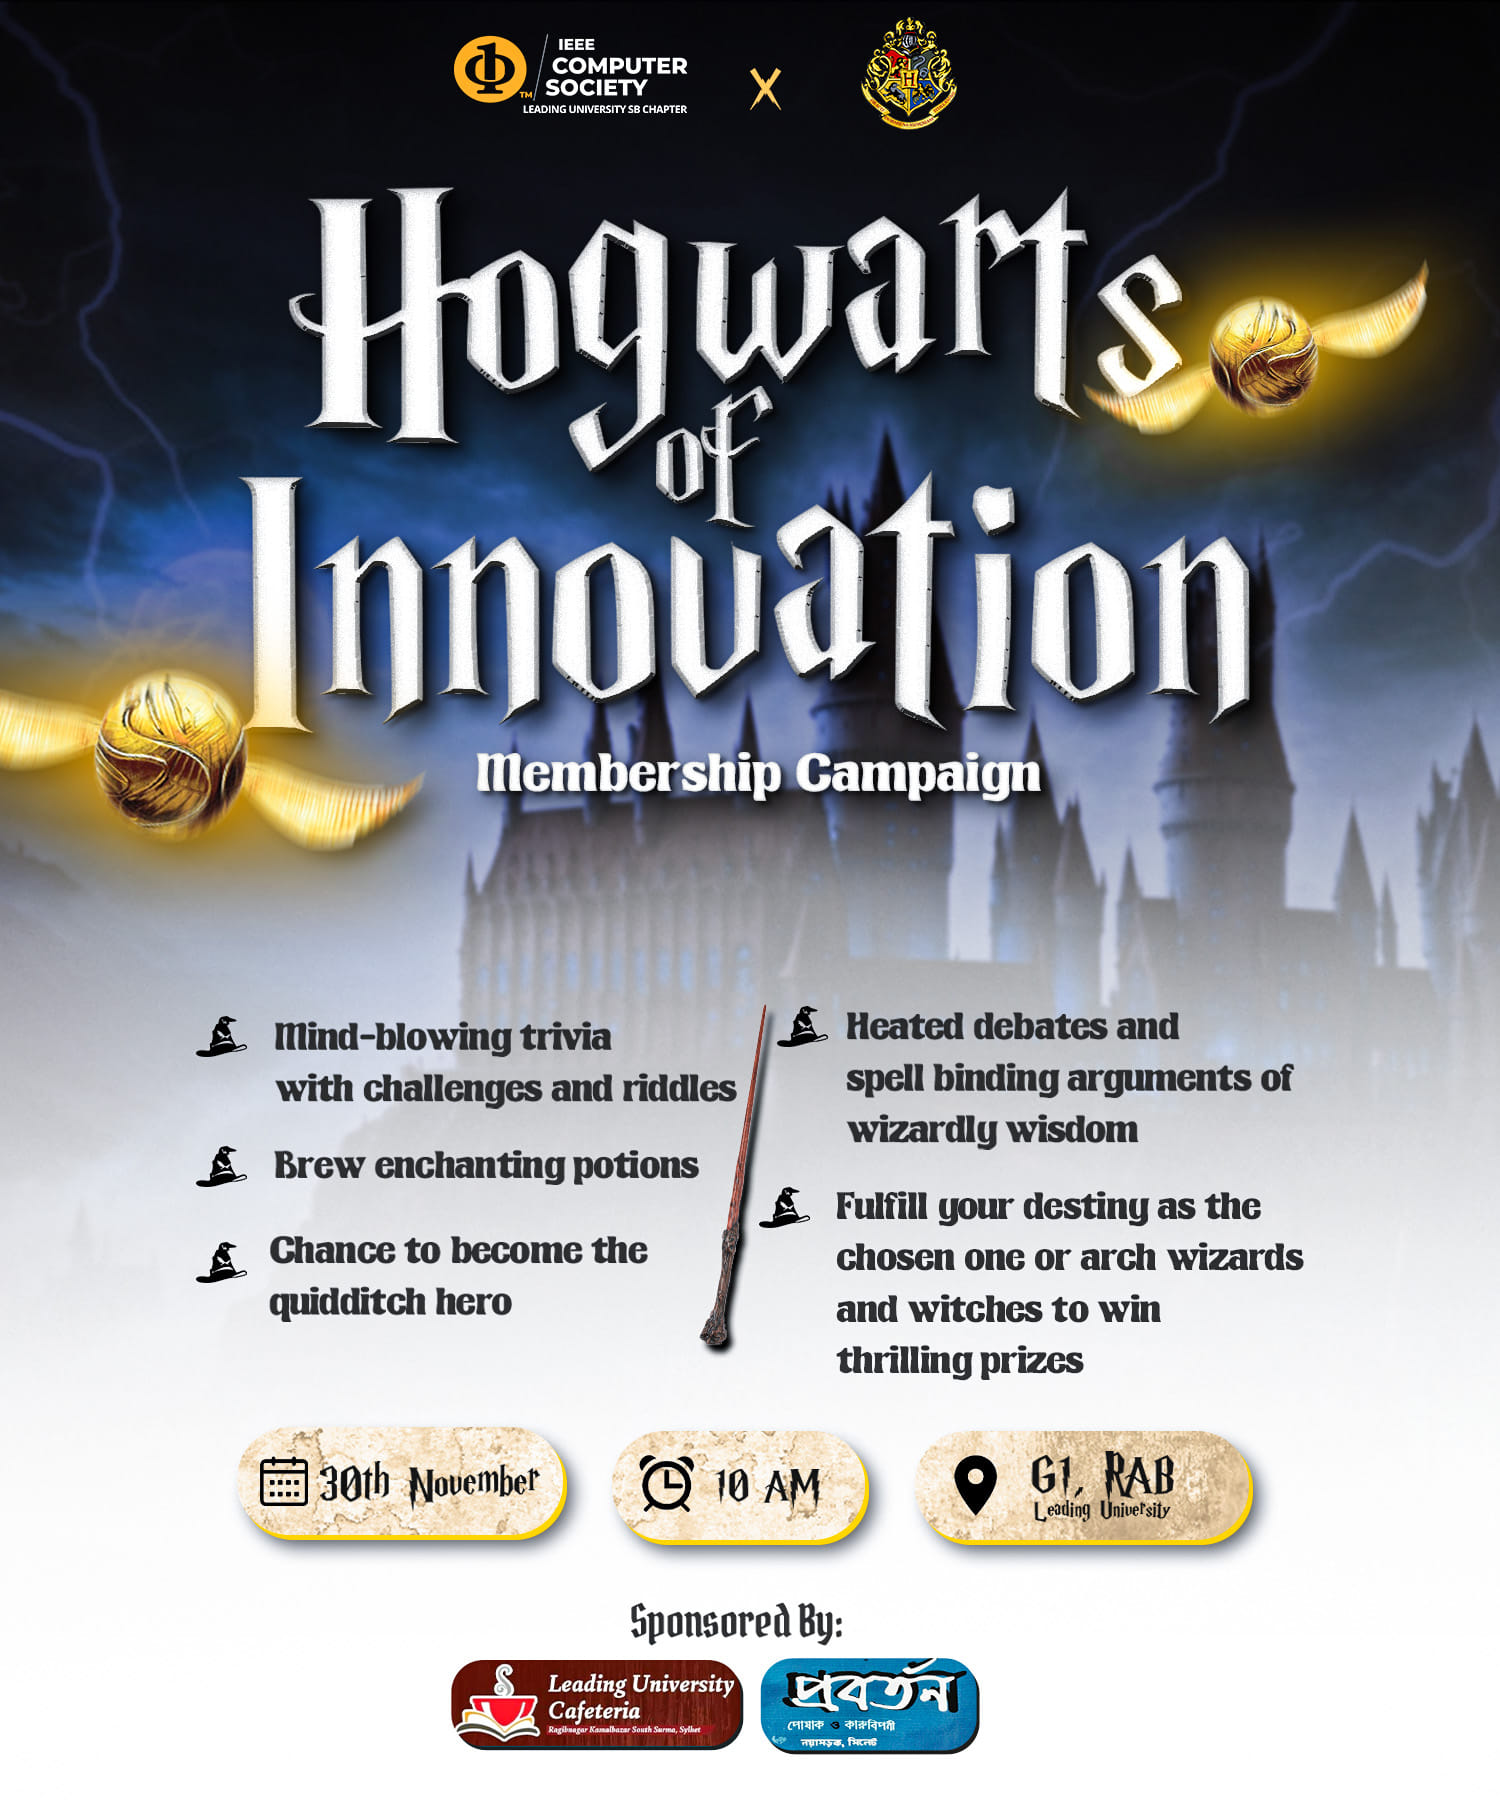 IEEE
COMPUTER
SOCIETY
TM
LEADING UNIVERSITY SB CHAPTER
X
Hogwarts
of
Innovation
Membership Campaign
Mind-blowing trivia
with challenges and riddles
Brew enchanting potions
Chance to become the
quidditch hero
Heated debates and
spell binding arguments of
wizardly wisdom
Fulfill your destiny as the
chosen one or arch wizards
and witches to win
thrilling prizes
30th November
10 AM
G1, RAB
Leading University
Sponsored By:
Leading University
Cafeteria
Ragibnagar Kamalbazar South Surma, Sylhet
প্রবর্তন
পোষাক ও কারুবিপণী
নয়াসড়ক, সিলেট